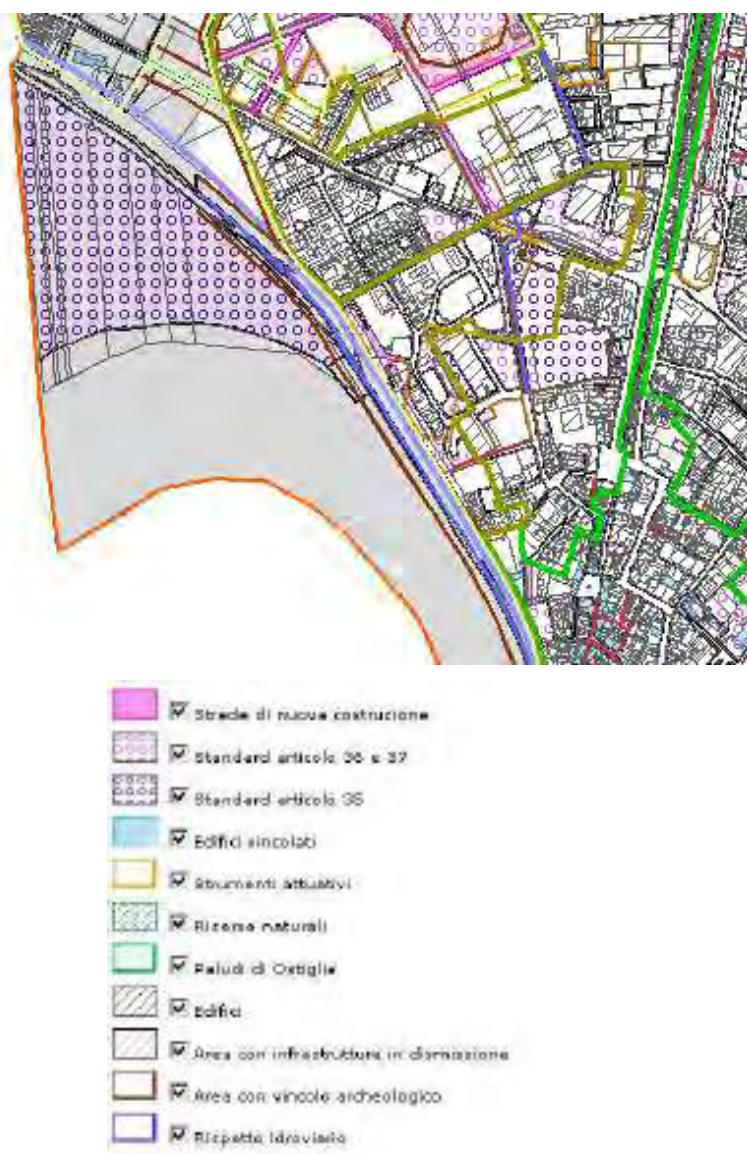 Strade di nuova costruzione
Standard articolo 36 e 37
Standard articolo 35
Edifici vincolati
Strumenti attuativi
Riserve naturali
Paludi di Ostiglia
Edifici
Area con infrastrutture in dismissione
Area con vincolo archeologico
Rispetto idroviario